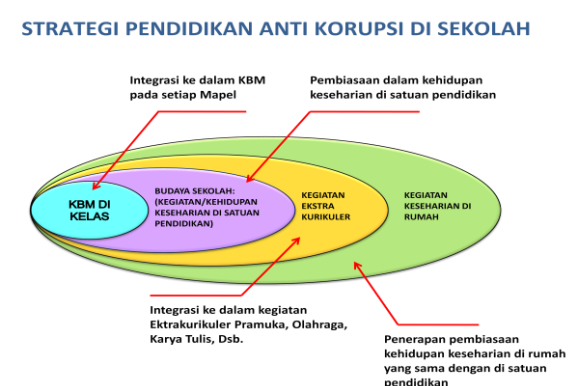 STRATEGI PENDIDIKAN ANTI KORUPSI DI SEKOLAH
Integrasi ke dalam KBM
pada setiap Mapel
Pembiasaan dalam kehidupan
keseharian di satuan pendidikan
KBM DI
KELAS
BUDAYA SEKOLAH:
(KEGIATAN/KEHIDUPAN
KESEHARIAN DI SATUAN
PENDIDIKAN)
KEGIATAN
EKSTRA
KURIKULER
KEGIATAN
KESEHARIAN DI
RUMAH
Integrasi ke dalam kegiatan
Ektrakurikuler Pramuka, Olahraga,
Karya Tulis, Dsb.
Penerapan pembiasaan
kehidupan keseharian di rumah
yang sama dengan di satuan
pendidikan